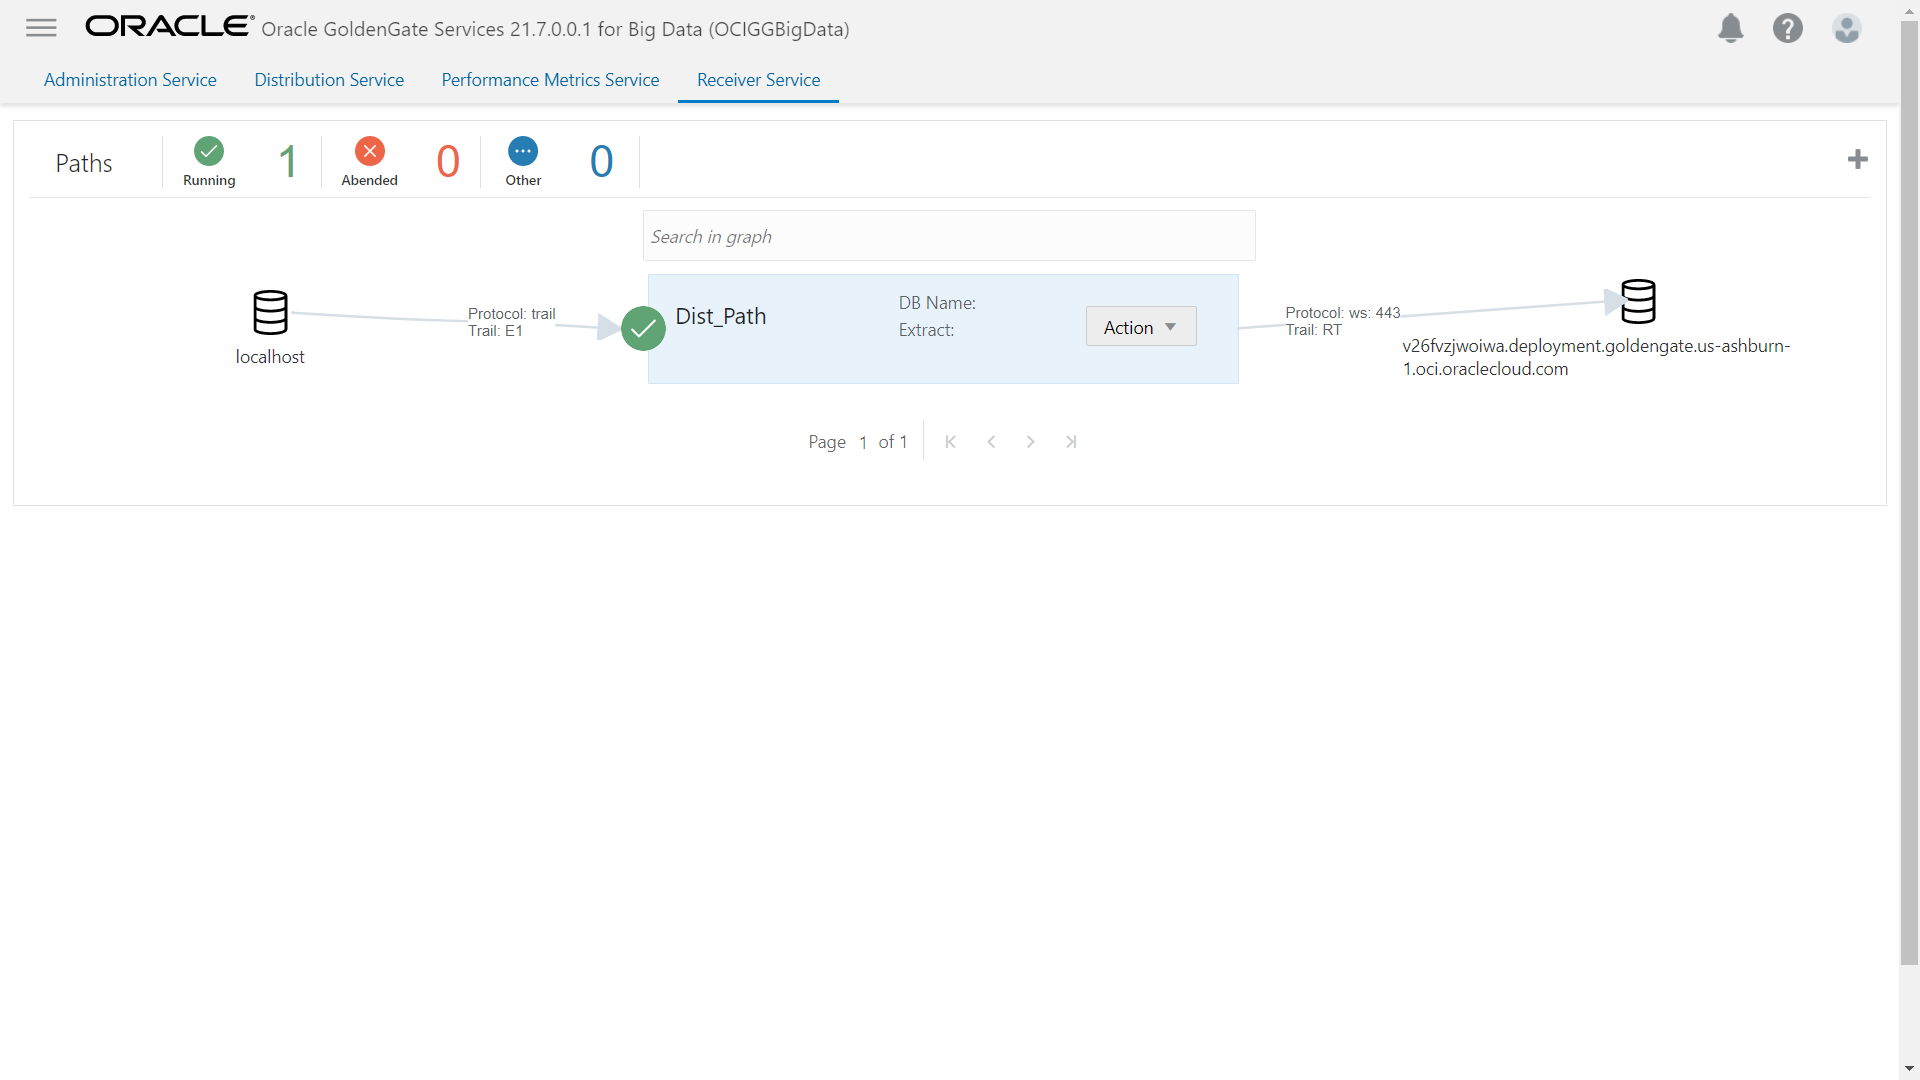 ORACLE® Oracle GoldenGate Services 21.7.0.0.1 for Big Data (OCIGGBigData)
Administration Service Distribution Service Performance Metrics Service Receiver Service
Paths Running 1 Abended 0 Other 0
Search in graph
localhost
Protocol: trail
Trail: E1
Dist_Path
DB Name:
Extract:
Action
Protocol: ws: 443
Trail: RT
v26fvzjwoiwa.deployment.goldengate.us-ashburn-
1.oci.oraclecloud.com
Page 1 of 1